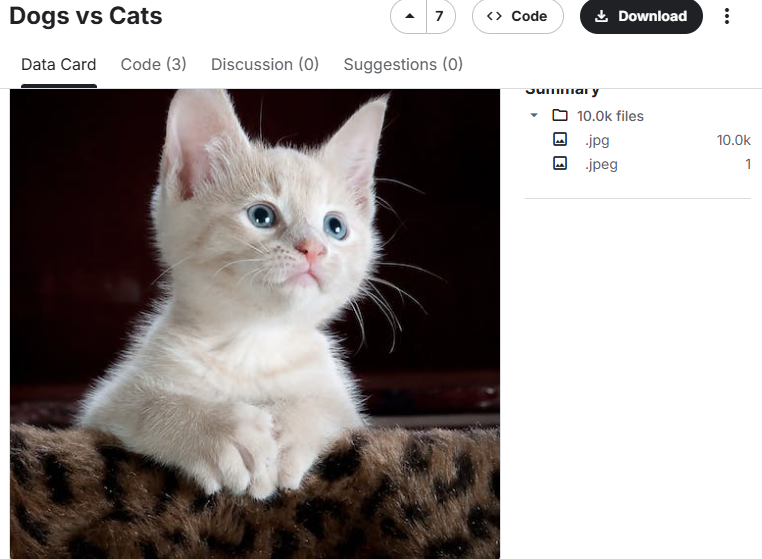 Dogs vs Cats
7
Code
Download
Data Card
Code (3)
Discussion (0)
Suggestions (0)
Summary
10.0k files
.jpg 10.0k
.jpeg 1